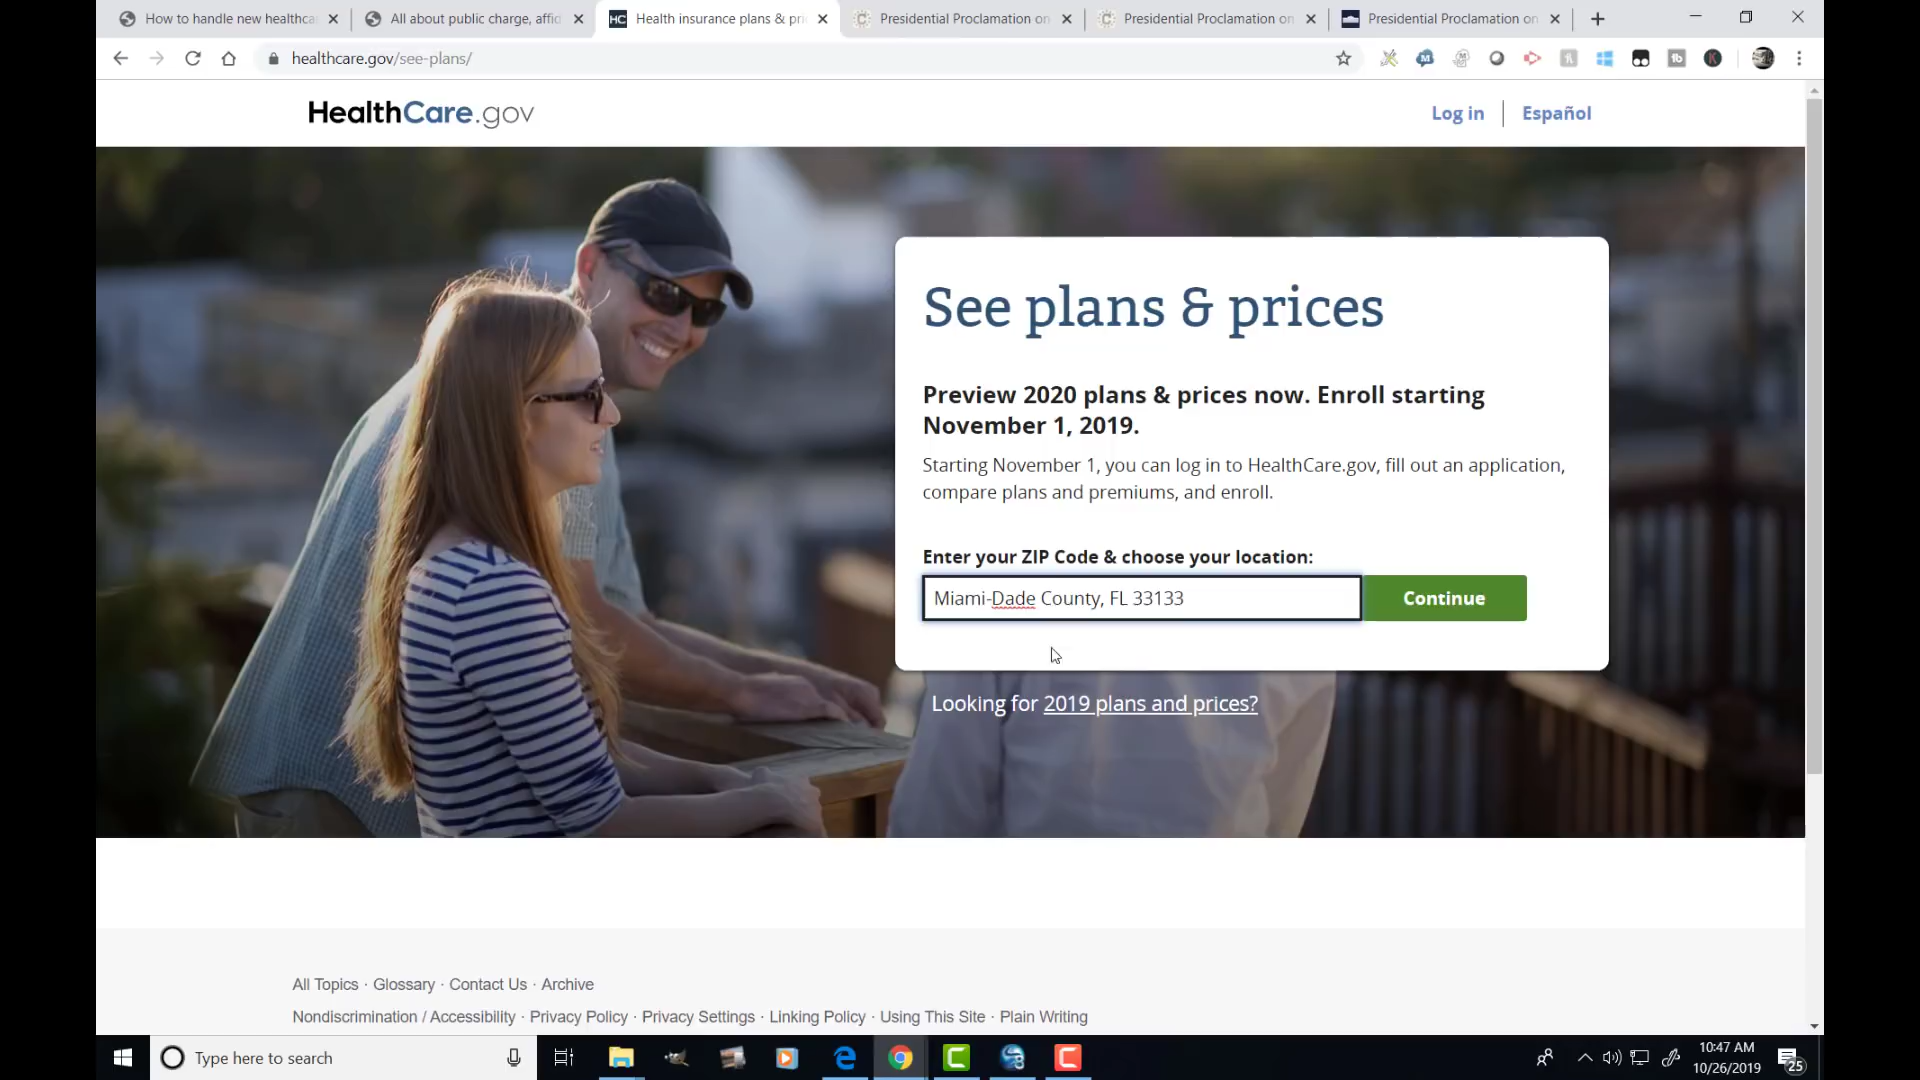 How to handle new healthca
All about public charge, affid
HC Health insurance plans & pri
Presidential Proclamation on
Presidential Proclamation on
Presidential Proclamation on
healthcare.gov/see-plans/
HealthCare.gov
Log in
Español
See plans & prices
Preview 2020 plans & prices now. Enroll starting
November 1, 2019.
Starting November 1, you can log in to HealthCare.gov, fill out an application,
compare plans and premiums, and enroll.
Enter your ZIP Code & choose your location:
Miami-Dade County, FL 33133
Continue
Looking for 2019 plans and prices?
All Topics · Glossary · Contact Us · Archive
Nondiscrimination / Accessibility · Privacy Policy · Privacy Settings · Linking Policy · Using This Site · Plain Writing
Type here to search
10:47 AM
10/26/2019
25